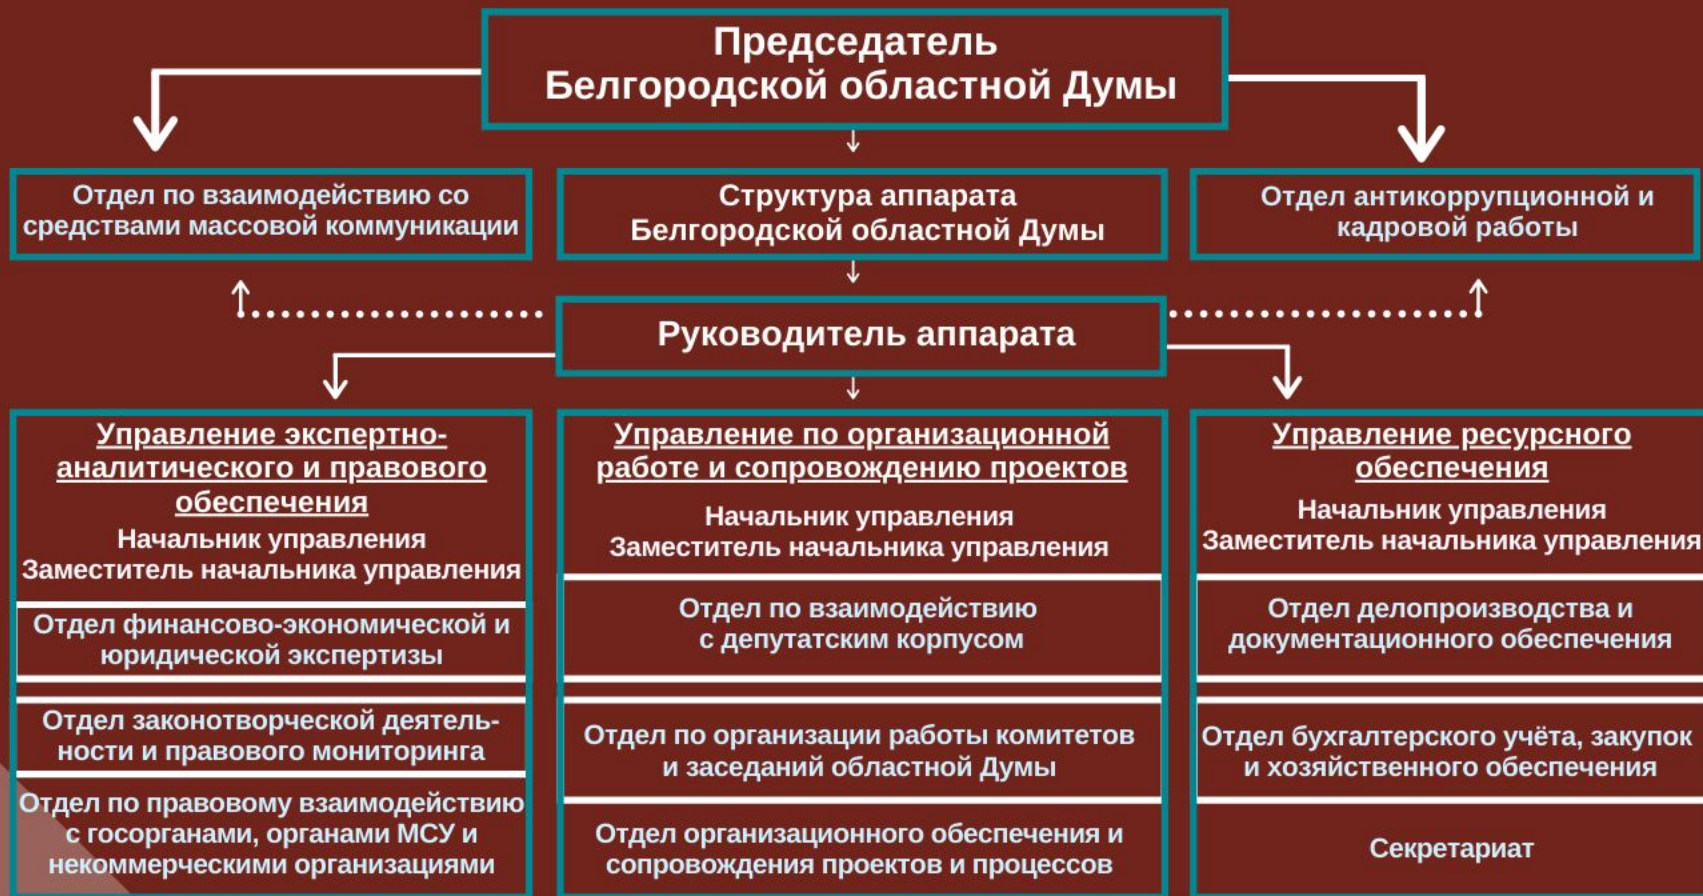 Председатель
Белгородской областной Думы
Отдел по взаимодействию со
средствами массовой коммуникации
Структура аппарата
Белгородской областной Думы
Отдел антикоррупционной и
кадровой работы
Руководитель аппарата
Управление экспертно-
аналитического и правового
обеспечения
Начальник управления
Заместитель начальника управления
Отдел финансово-экономической и
юридической экспертизы
Отдел законотворческой деятель-
ности и правового мониторинга
Отдел по правовому взаимодействию
с госорганами, органами МСУ и
некоммерческими организациями
Управление по организационной
работе и сопровождению проектов
Начальник управления
Заместитель начальника управления
Отдел по взаимодействию
с депутатским корпусом
Отдел по организации работы комитетов
и заседаний областной Думы
Отдел организационного обеспечения и
сопровождения проектов и процессов
Управление ресурсного
обеспечения
Начальник управления
Заместитель начальника управления
Отдел делопроизводства и
документационного обеспечения
Отдел бухгалтерского учёта, закупок
и хозяйственного обеспечения
Секретариат